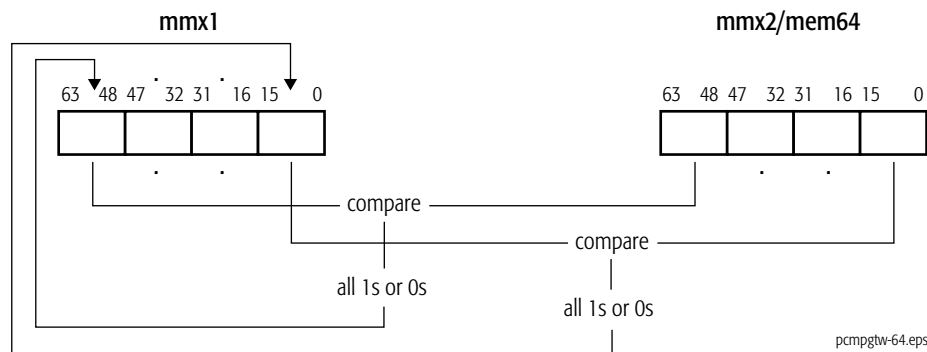 mmx1 mmx2/mem64
. .
63 48 47 32 31 16 15 0 63 48 47 32 31 16 15 0
. . . .
compare
compare
all 1s or 0s
all 1s or 0s
pcmpgtw-64.eps